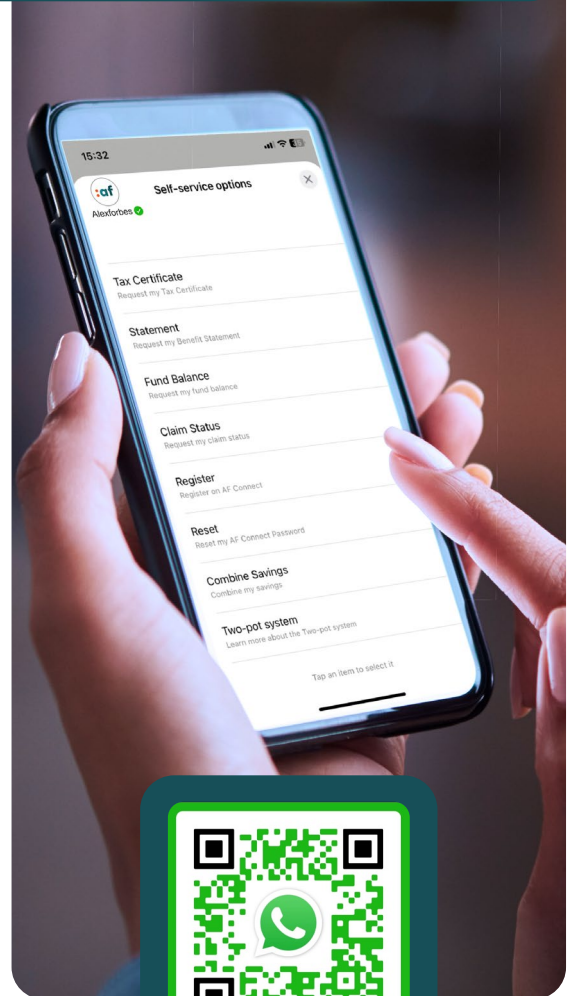 15:32
:af
Alexforbes
Self-service options
Tax Certificate
Request my Tax Certificate
Statement
Request my Benefit Statement
Fund Balance
Request my fund balance
Claim Status
Request my claim status
Register
Register on AF Connect
Reset
Reset my AF Connect Password
Combine Savings
Combine my savings
Two-pot system
Learn more about the Two-pot system
Tap an item to select it